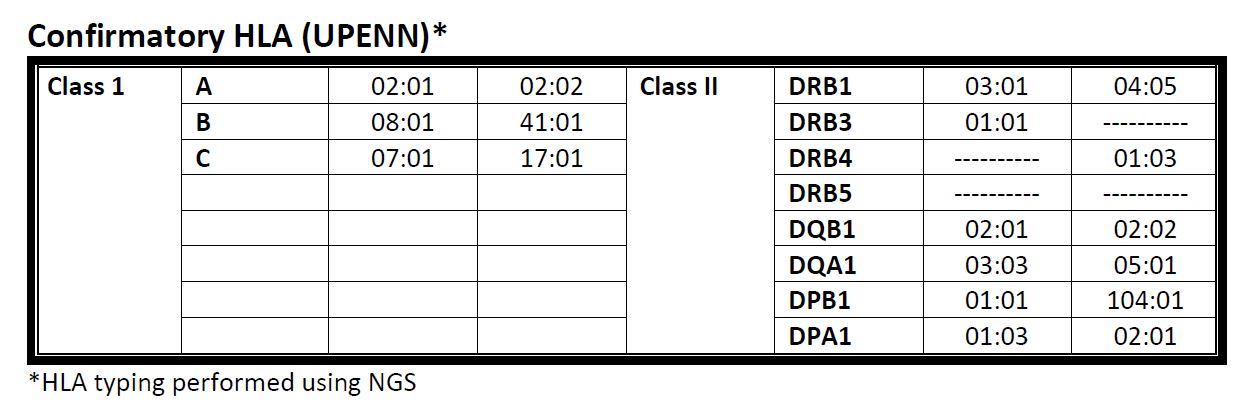 Confirmatory HLA (UPENN)*
Class 1 A 02:01 02:02 Class II DRB1 03:01 04:05
B 08:01 41:01 DRB3 01:01 ----------
C 07:01 17:01 DRB4 ---------- 01:03
DRB5 ---------- ----------
DQB1 02:01 02:02
DQA1 03:03 05:01
DPB1 01:01 104:01
DPA1 01:03 02:01
*HLA typing performed using NGS